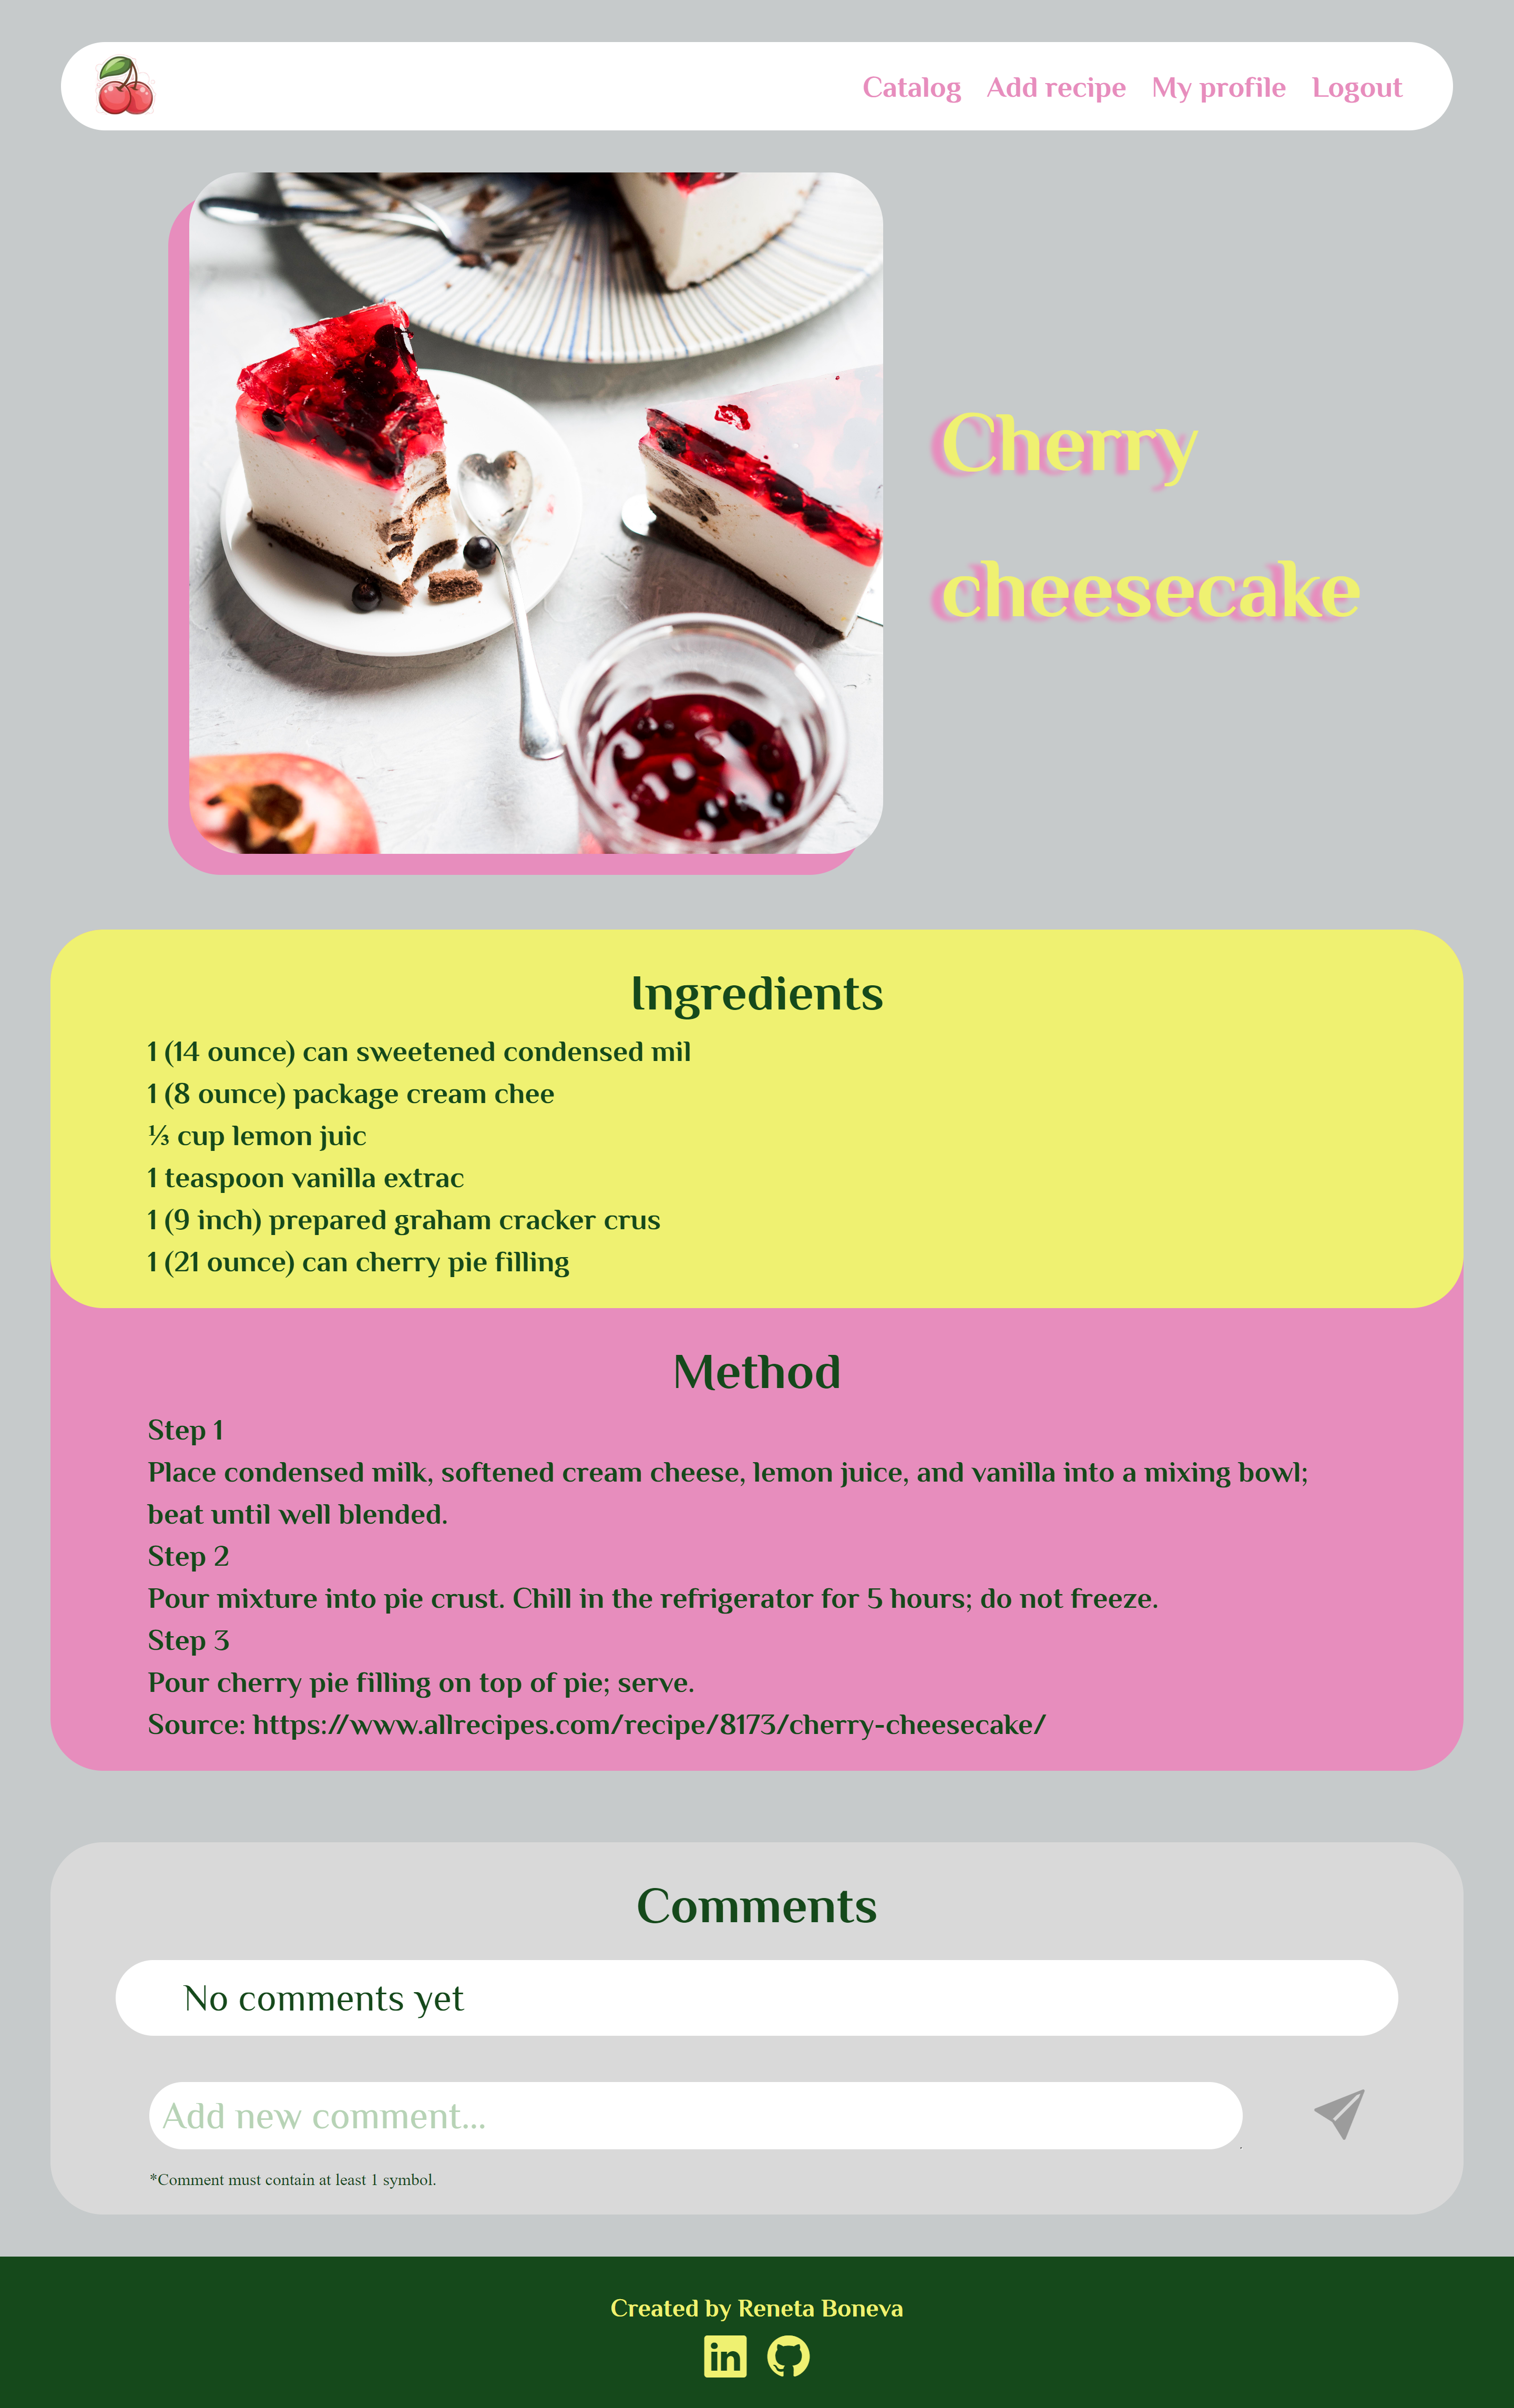 Catalog Add recipe My profile Logout
Cherry
cheesecake
Ingredients
1 (14 ounce) can sweetened condensed mil
1 (8 ounce) package cream chee
⅓ cup lemon juic
1 teaspoon vanilla extrac
1 (9 inch) prepared graham cracker crus
1 (21 ounce) can cherry pie filling
Method
Step 1
Place condensed milk, softened cream cheese, lemon juice, and vanilla into a mixing bowl;
beat until well blended.
Step 2
Pour mixture into pie crust. Chill in the refrigerator for 5 hours; do not freeze.
Step 3
Pour cherry pie filling on top of pie; serve.
Source: https://www.allrecipes.com/recipe/8173/cherry-cheesecake/
Comments
No comments yet
Add new comment...
*Comment must contain at least 1 symbol.
Created by Reneta Boneva
in